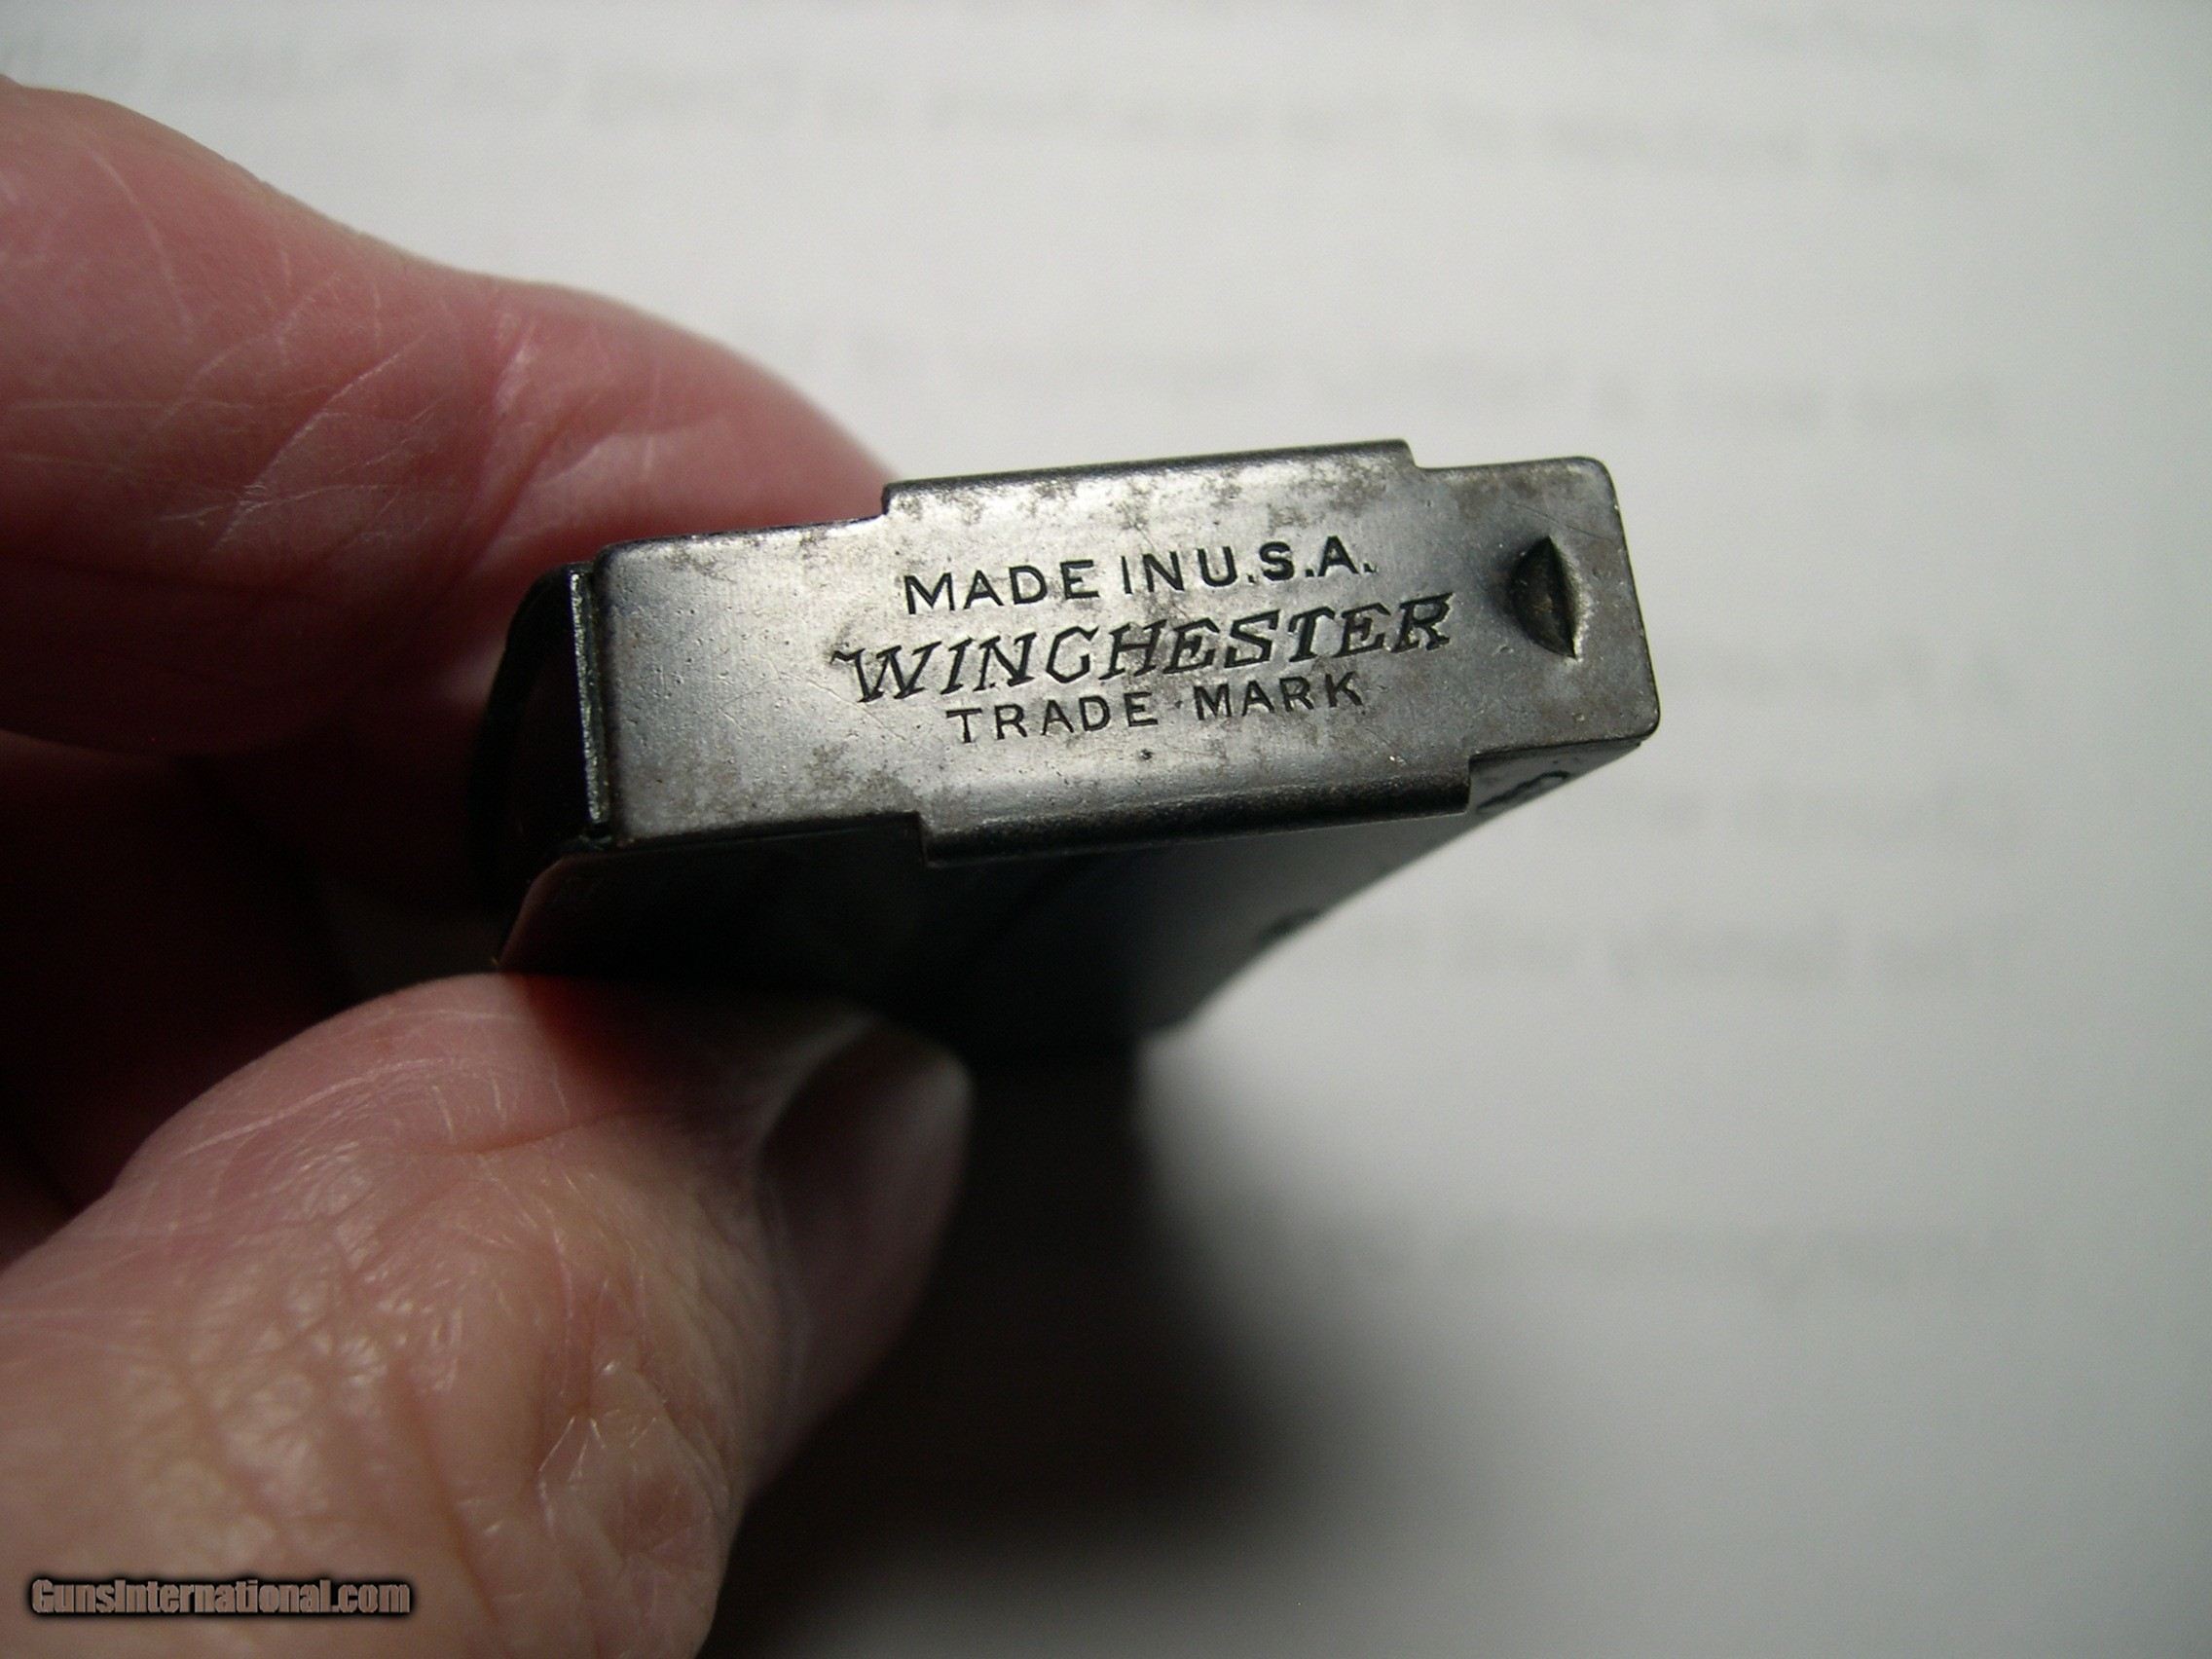 MADE IN U.S.A.
WINCHESTER
TRADE MARK
GunsInternational.com